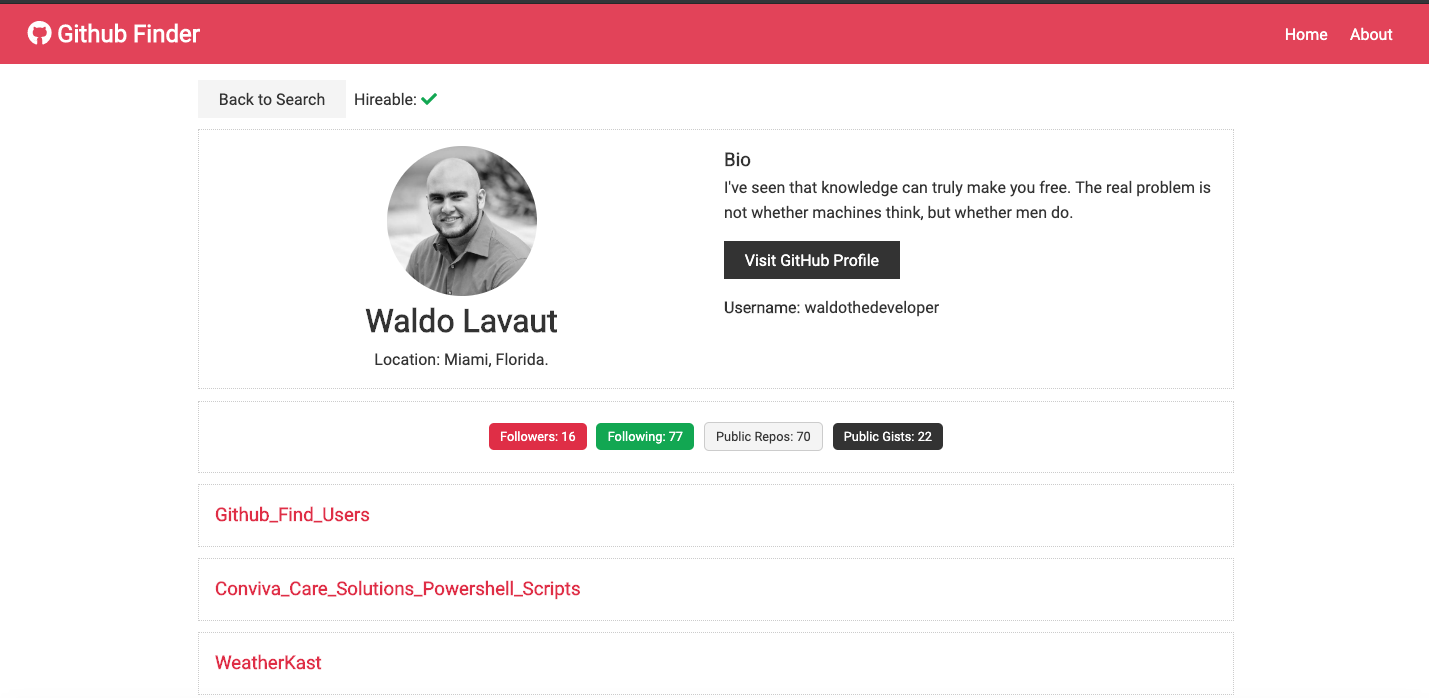 Github Finder
Home
About
Back to Search
Hireable:
Waldo Lavaut
Location: Miami, Florida.
Bio
I've seen that knowledge can truly make you free. The real problem is
not whether machines think, but whether men do.
Visit GitHub Profile
Username: waldothedeveloper
Followers: 16
Following: 77
Public Repos: 70
Public Gists: 22
Github_Find_Users
Conviva_Care_Solutions_Powershell_Scripts
WeatherKast